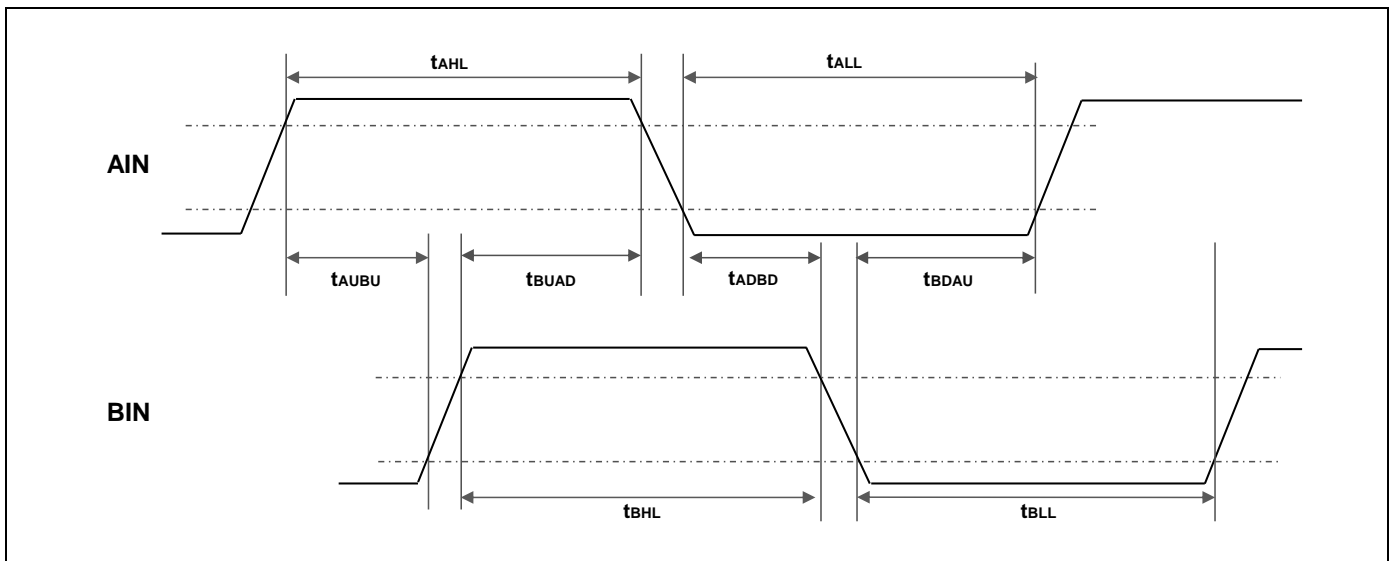 tAHL tALL
AIN
tAUBU tBUAD tADBD tBDAU
BIN
tBHL tBLL